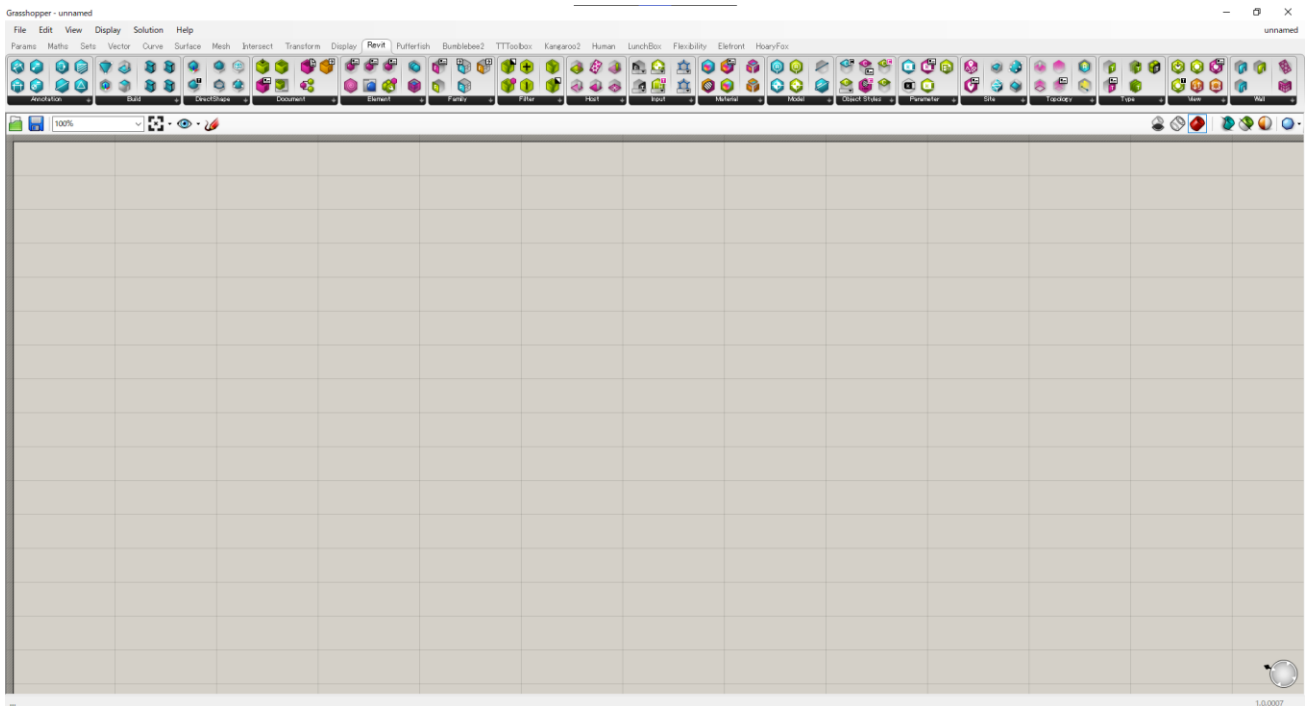 Grasshopper - unnamed
File Edit View Display Solution Help
unnamed
Params Maths Sets Vector Curve Surface Mesh Intersect Transform Display Revit Pufferfish Bumblebee2 TTToolbox Kangaroo2 Human LunchBox Flexibility Elefront HoaryFox
Annotation Build DirectShape Document Element Family Filter Host Input Material Model Object Styles Parameter Site Topology Type View Wall
100%
1.0.0007